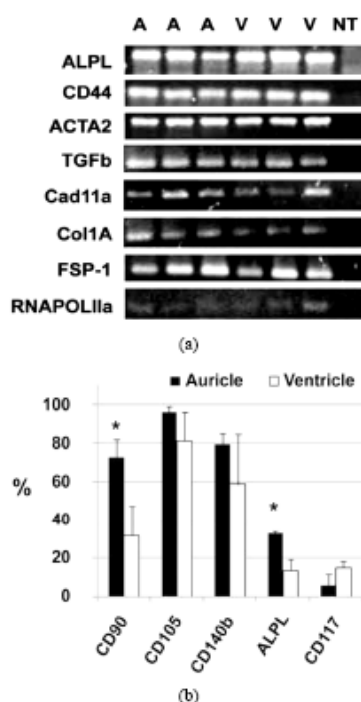 A A A V V V NT
ALPL
CD44
ACTA2
TGFb
Cad11a
Col1A
FSP-1
RNAPOLIIa
(a)
Auricle Ventricle
100
*
80
%
60
*
40
20
0
CD90 CD105 CD140b ALPL CD117
(b)